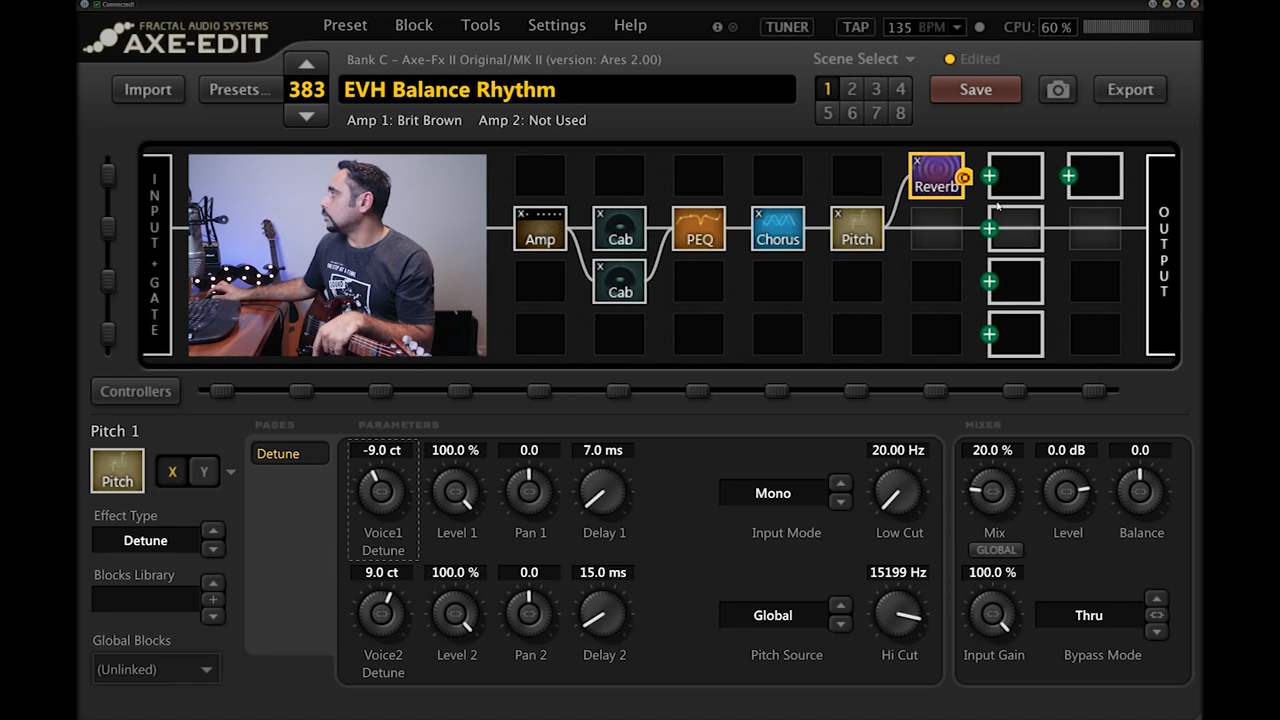 Connected!
FRACTAL AUDIO SYSTEMS
AXE-EDIT
Preset Block Tools Settings Help
TUNER TAP 135 BPM CPU: 60 %
Bank C - Axe-Fx II Original/MK II (version: Ares 2.00)
Scene Select Edited
Import Presets... 383 EVH Balance Rhythm
1 2 3 4
5 6 7 8
Save Export
Amp 1: Brit Brown Amp 2: Not Used
INPUT + GATE
X Reverb
X Amp
X Cab
PEQ
X Chorus
X Pitch
X Cab
OUTPUT
SOUND
Controllers
Pitch 1
Pitch
X Y
Effect Type
Detune
Blocks Library
Global Blocks
(Unlinked)
PAGES
Detune
PARAMETERS
-9.0 ct 100.0 % 0.0 7.0 ms 20.00 Hz
Mono
Voice1 Detune Level 1 Pan 1 Delay 1 Input Mode Low Cut
9.0 ct 100.0 % 0.0 15.0 ms 15199 Hz
Global
Voice2 Detune Level 2 Pan 2 Delay 2 Pitch Source Hi Cut
MIXER
20.0 % 0.0 dB 0.0
Mix Level Balance
GLOBAL
100.0 %
Thru
Input Gain Bypass Mode